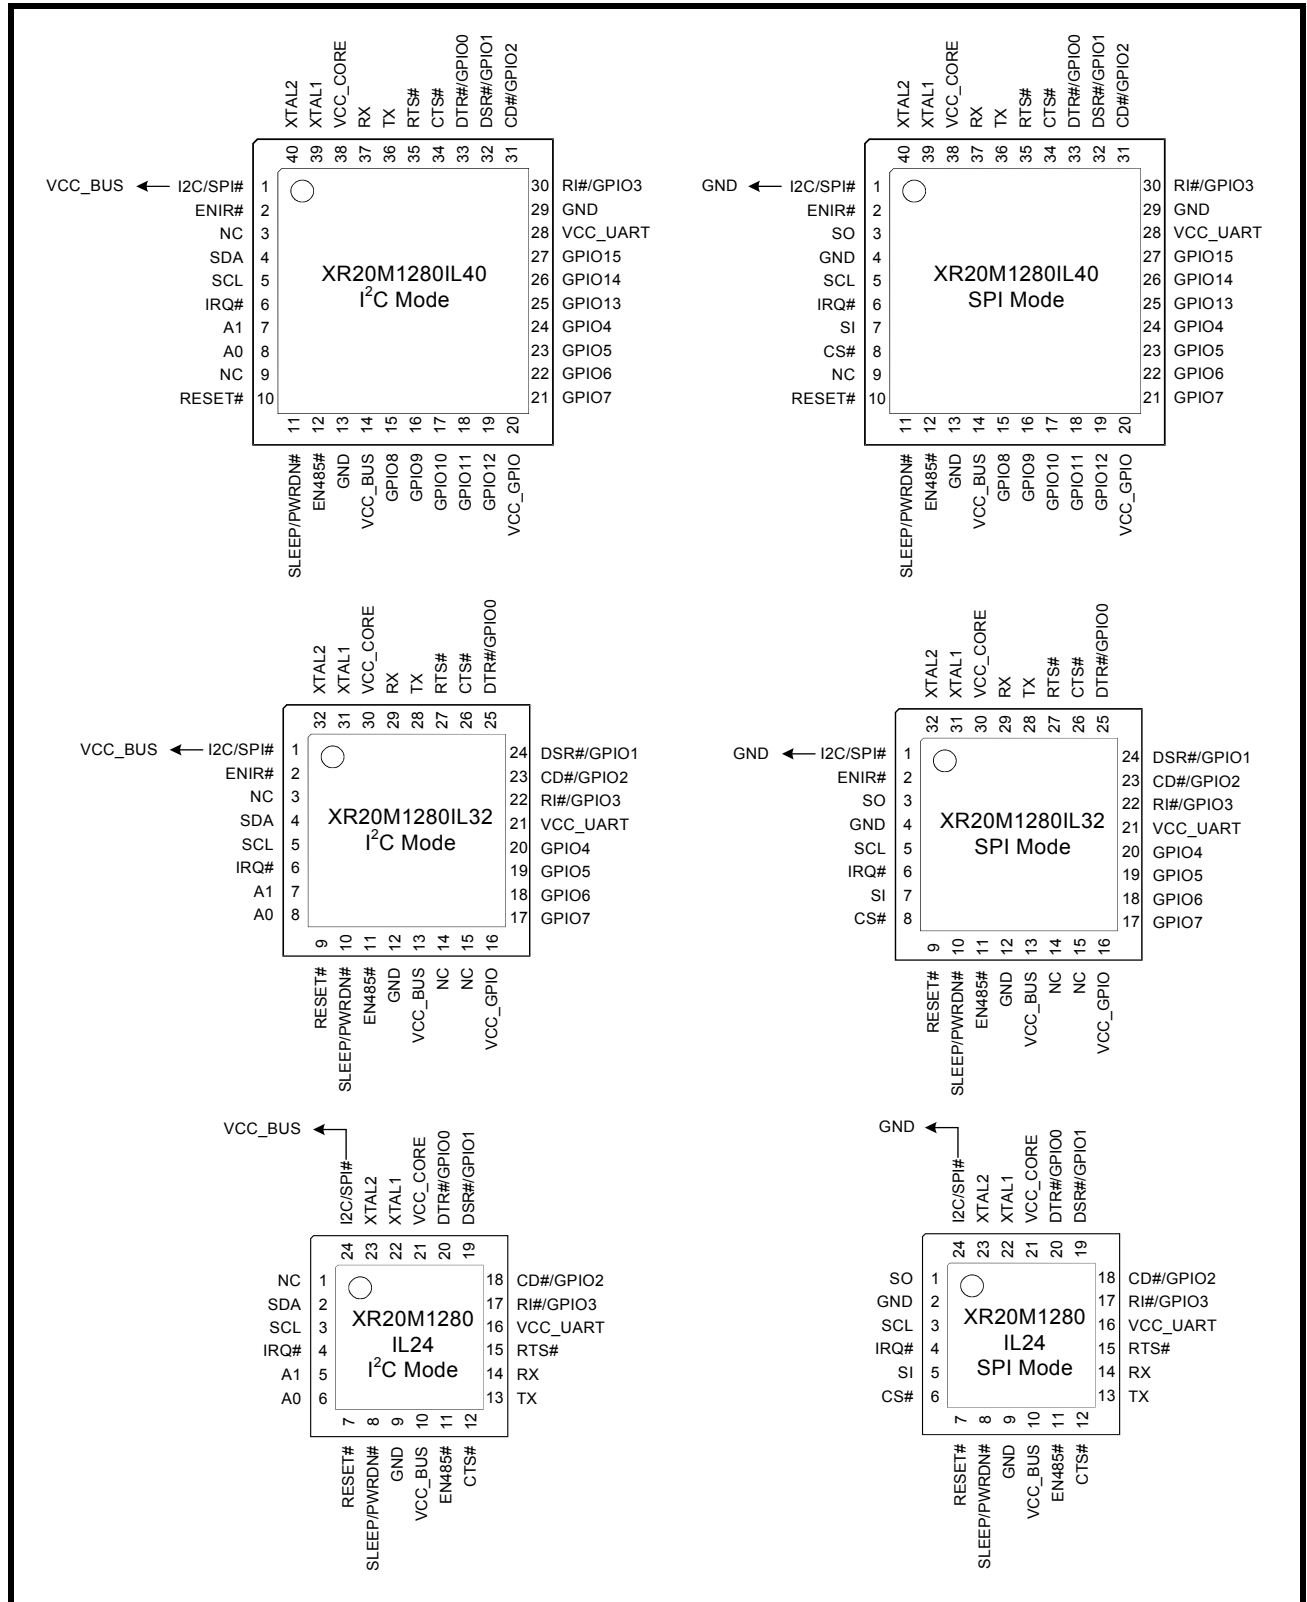 XTAL2
XTAL1
VCC_CORE
RX
TX
RTS#
CTS#
DTR#/GPIO0
DSR#/GPIO1
CD#/GPIO2
40 39 38 37 36 35 34 33 32 31
VCC_BUS I2C/SPI# 1
ENIR# 2
NC 3
SDA 4
SCL 5
IRQ# 6
A1 7
A0 8
NC 9
RESET# 10
XR20M1280IL40
I²C Mode
30 RI#/GPIO3
29 GND
28 VCC_UART
27 GPIO15
26 GPIO14
25 GPIO13
24 GPIO4
23 GPIO5
22 GPIO6
21 GPIO7
11 12 13 14 15 16 17 18 19 20
SLEEP/PWRDN#
EN485#
GND
VCC_BUS
GPIO8
GPIO9
GPIO10
GPIO11
GPIO12
VCC_GPIO
XTAL2
XTAL1
VCC_CORE
RX
TX
RTS#
CTS#
DTR#/GPIO0
DSR#/GPIO1
CD#/GPIO2
40 39 38 37 36 35 34 33 32 31
GND I2C/SPI# 1
ENIR# 2
SO 3
GND 4
SCL 5
IRQ# 6
SI 7
CS# 8
NC 9
RESET# 10
XR20M1280IL40
SPI Mode
30 RI#/GPIO3
29 GND
28 VCC_UART
27 GPIO15
26 GPIO14
25 GPIO13
24 GPIO4
23 GPIO5
22 GPIO6
21 GPIO7
11 12 13 14 15 16 17 18 19 20
SLEEP/PWRDN#
EN485#
GND
VCC_BUS
GPIO8
GPIO9
GPIO10
GPIO11
GPIO12
VCC_GPIO
XTAL2
XTAL1
VCC_CORE
RX
TX
RTS#
CTS#
DTR#/GPIO0
32 31 30 29 28 27 26 25
VCC_BUS I2C/SPI# 1
ENIR# 2
NC 3
SDA 4
SCL 5
IRQ# 6
A1 7
A0 8
XR20M1280IL32
I²C Mode
24 DSR#/GPIO1
23 CD#/GPIO2
22 RI#/GPIO3
21 VCC_UART
20 GPIO4
19 GPIO5
18 GPIO6
17 GPIO7
9 10 11 12 13 14 15 16
RESET#
SLEEP/PWRDN#
EN485#
GND
VCC_BUS
NC
NC
VCC_GPIO
XTAL2
XTAL1
VCC_CORE
RX
TX
RTS#
CTS#
DTR#/GPIO0
32 31 30 29 28 27 26 25
GND I2C/SPI# 1
ENIR# 2
SO 3
GND 4
SCL 5
IRQ# 6
SI 7
CS# 8
XR20M1280IL32
SPI Mode
24 DSR#/GPIO1
23 CD#/GPIO2
22 RI#/GPIO3
21 VCC_UART
20 GPIO4
19 GPIO5
18 GPIO6
17 GPIO7
9 10 11 12 13 14 15 16
RESET#
SLEEP/PWRDN#
EN485#
GND
VCC_BUS
NC
NC
VCC_GPIO
VCC_BUS
I2C/SPI#
XTAL2
XTAL1
VCC_CORE
DTR#/GPIO0
DSR#/GPIO1
24 23 22 21 20 19
NC 1
SDA 2
SCL 3
IRQ# 4
A1 5
A0 6
XR20M1280
IL24
I²C Mode
18 CD#/GPIO2
17 RI#/GPIO3
16 VCC_UART
15 RTS#
14 RX
13 TX
7 8 9 10 11 12
RESET#
SLEEP/PWRDN#
GND
VCC_BUS
EN485#
CTS#
GND
I2C/SPI#
XTAL2
XTAL1
VCC_CORE
DTR#/GPIO0
DSR#/GPIO1
24 23 22 21 20 19
SO 1
GND 2
SCL 3
IRQ# 4
SI 5
CS# 6
XR20M1280
IL24
SPI Mode
18 CD#/GPIO2
17 RI#/GPIO3
16 VCC_UART
15 RTS#
14 RX
13 TX
7 8 9 10 11 12
RESET#
SLEEP/PWRDN#
GND
VCC_BUS
EN485#
CTS#